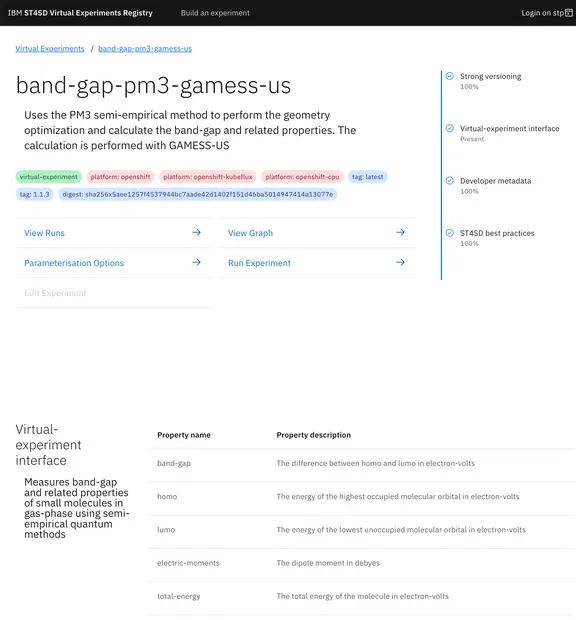 IBM ST4SD Virtual Experiments Registry
Build an experiment
Login on stp
Virtual Experiments / band-gap-pm3-gamess-us
band-gap-pm3-gamess-us
Uses the PM3 semi-empirical method to perform the geometry
optimization and calculate the band-gap and related properties. The
calculation is performed with GAMESS-US
virtual-experiment platform: openshift platform: openshift-kubeflux platform: openshift-cpu tag: latest
tag: 1.1.3 digest: sha256x5aee1257f4537944bc7aade42d1402f151d46ba5014947414a13077e
View Runs
View Graph
Parameterisation Options
Run Experiment
Edit Experiment
Strong versioning
100%
Virtual-experiment interface
Present
Developer metadata
100%
ST4SD best practices
100%
Virtual-
experiment
interface
Measures band-gap
and related properties
of small molecules in
gas-phase using semi-
empirical quantum
methods
Property name Property description
band-gap The difference between homo and lumo in electron-volts
homo The energy of the highest occupied molecular orbital in electron-volts
lumo The energy of the lowest unoccupied molecular orbital in electron-volts
electric-moments The dipole moment in debyes
total-energy The total energy of the molecule in electron-volts